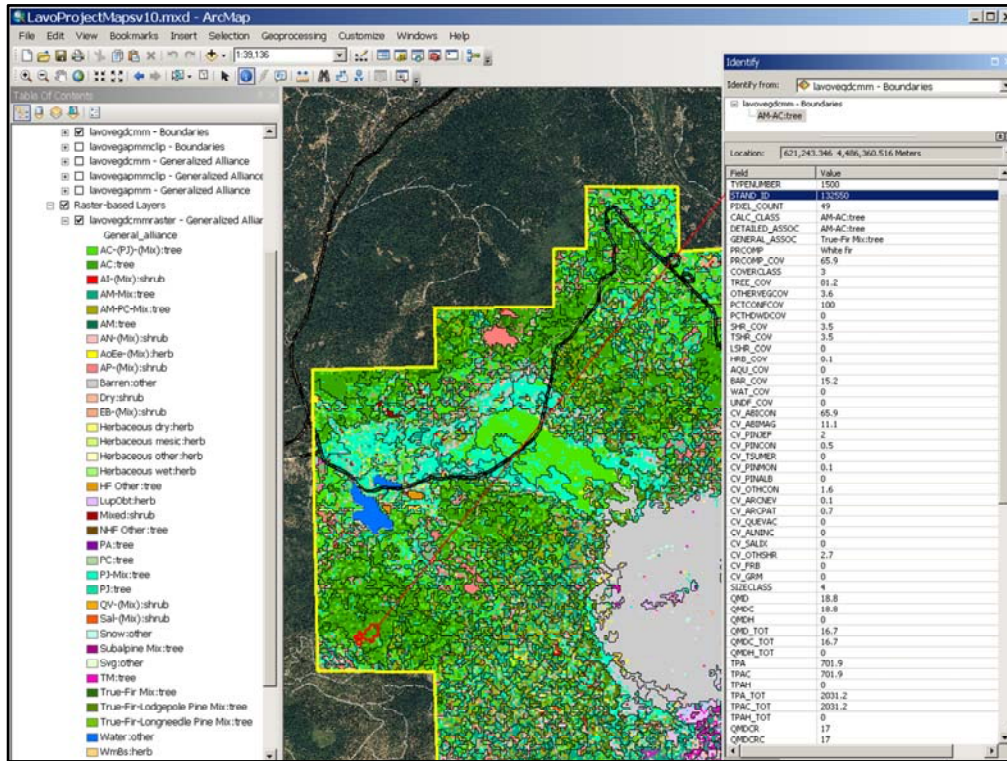 LavoProjectMapsv10.mxd - ArcMap
File Edit View Bookmarks Insert Selection Geoprocessing Customize Windows Help
1:39,136
Table Of Contents
lavovegdcmm - Boundaries
lavovegapmmclip - Boundaries
lavovegdcmm - Generalized Alliance
lavovegapmmclip - Generalized Alliance
lavovegapmm - Generalized Alliance
Raster-based Layers
lavovegdcmmraster - Generalized Allian
General_alliance
AC-(PJ)-(Mix):tree
AC:tree
AI-(Mix):shrub
AM-Mix:tree
AM-PC-Mix:tree
AM:tree
AN-(Mix):shrub
AoEe-(Mix):herb
AP-(Mix):shrub
Barren:other
Dry:shrub
EB-(Mix):shrub
Herbaceous dry:herb
Herbaceous mesic:herb
Herbaceous other:herb
Herbaceous wet:herb
HF Other:tree
LupObt:herb
Mixed:shrub
NHF Other:tree
PA:tree
PC:tree
PJ-Mix:tree
PJ:tree
QV-(Mix):shrub
Sal-(Mix):shrub
Snow:other
Subalpine Mix:tree
Svg:other
TM:tree
True-Fir Mix:tree
True-Fir-Lodgepole Pine Mix:tree
True-Fir-Longneedle Pine Mix:tree
Water:other
WmBs:herb
Identify
Identify from: lavovegdcmm - Boundaries
lavovegdcmm - Boundaries
AM-AC:tree
Location: 621,243.346 4,486,360.516 Meters
Field Value
TYPENUMBER 1500
STAND_ID 132550
PIXEL_COUNT 49
CALC_CLASS AM-AC:tree
DETAILED_ASSOC AM-AC:tree
GENERAL_ASSOC True-Fir Mix:tree
PRCOMP White fir
PRCOMP_COV 65.9
COVERCLASS 3
TREE_COV 81.2
OTHERVEGCOV 3.6
PCTCONFCOV 100
PCTHDWDCOV 0
SHR_COV 3.5
TSHR_COV 3.5
LSHR_COV 0
HRB_COV 0.1
AQU_COV 0
BAR_COV 15.2
WAT_COV 0
UNDF_COV 0
CV_ABICON 65.9
CV_ABIMAG 11.1
CV_PINJEF 2
CV_PINCON 0.5
CV_TSUMER 0
CV_PINMON 0.1
CV_PINALB 0
CV_OTHCON 1.6
CV_ARCNEV 0.1
CV_ARCPAT 0.7
CV_QUEVAC 0
CV_ALNINC 0
CV_SALIX 0
CV_OTHSHR 2.7
CV_FRB 0
CV_GRM 0
SIZECLASS 4
QMD 18.8
QMDC 18.8
QMDH 0
QMD_TOT 16.7
QMDC_TOT 16.7
QMDH_TOT 0
TPA 701.9
TPAC 701.9
TPAH 0
TPA_TOT 2031.2
TPAC_TOT 2031.2
TPAH_TOT 0
QMDCR 17
QMDCRC 17